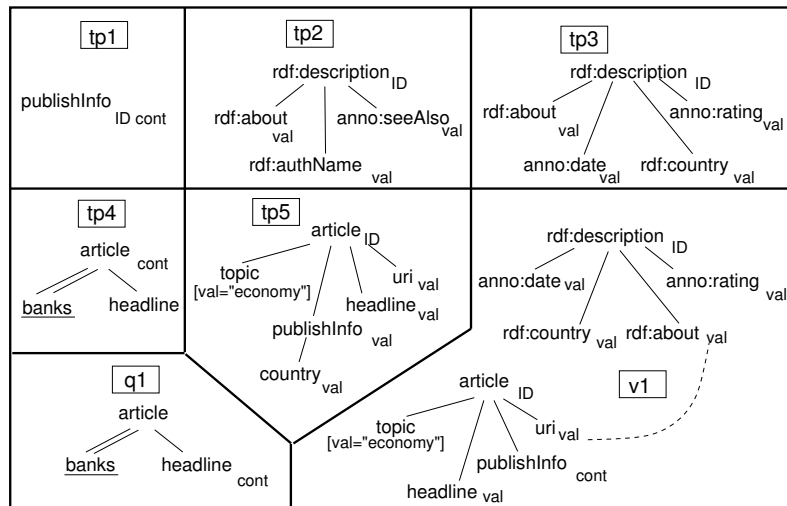 tp1
publishInfo ID cont
tp2
rdf:description ID
rdf:about val
anno:seeAlso val
rdf:authName val
tp3
rdf:description ID
rdf:about val
anno:rating val
anno:date val
rdf:country val
tp4
article cont
banks
headline
tp5
article ID
topic
[val="economy"]
uri val
headline val
publishInfo val
country val
q1
article
banks
headline cont
rdf:description ID
anno:date val
anno:rating val
rdf:country val
rdf:about val
v1
article ID
topic
[val="economy"]
uri val
publishInfo cont
headline val